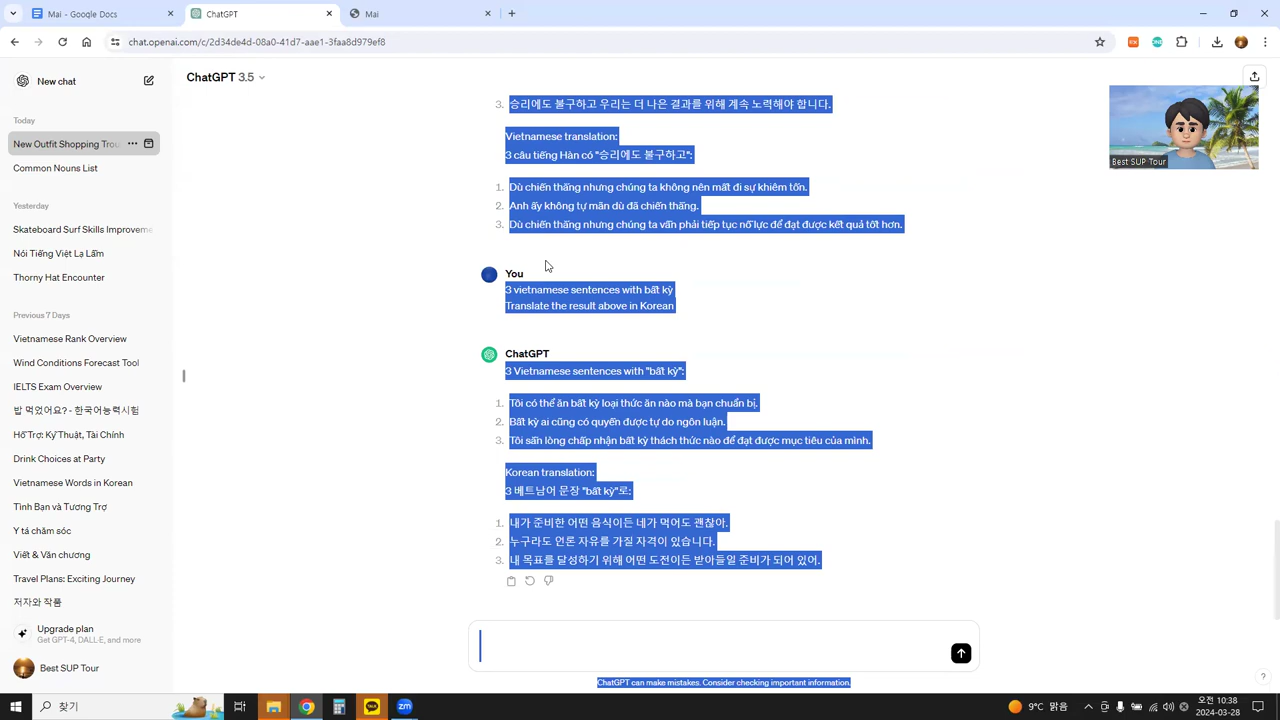 Mai - Google Docs
ChatGPT
Mai
chat.openai.com/c/2d34de4d-08a0-41d7-aae1-3faa8d979ef8
New chat
Today
New Outfit Shopping Trou
Common Nouns List
Yesterday
Skateboard Surf Skills Improveme
Nói Tiếng Việt Lạ Lẫm
Thorny Hat Encounter
Previous 7 Days
Vietnamese Rank Overview
Wind Conditions Forecast Tool
IELTS Exam Overview
밥 먹었어요? - 한국어능력시험
Hỗ Trợ: Kỹ Thuật, Tài Chính
Drink Choices at Party
Vietnamese Words in Korean
Tình Bạn và Tương Trợ
Y tá chăm sóc
Viết & Văn chương
Travel Plans: Exciting Journey
저자와 작품
Upgrade plan
Get GPT-4, DALL·E, and more
Best SUP Tour
ChatGPT 3.5
3. 승리에도 불구하고 우리는 더 나은 결과를 위해 계속 노력해야 합니다.
Vietnamese translation:
3 câu tiếng Hàn có "승리에도 불구하고":
1. Dù chiến thắng nhưng chúng ta không nên mất đi sự khiêm tốn.
2. Anh ấy không tự mãn dù đã chiến thắng.
3. Dù chiến thắng nhưng chúng ta vẫn phải tiếp tục nỗ lực để đạt được kết quả tốt hơn.
You
3 vietnamese sentences with bất kỳ
Translate the result above in Korean
ChatGPT
3 Vietnamese sentences with "bất kỳ":
1. Tôi có thể ăn bất kỳ loại thức ăn nào mà bạn chuẩn bị.
2. Bất kỳ ai cũng có quyền được tự do ngôn luận.
3. Tôi sẵn lòng chấp nhận bất kỳ thách thức nào để đạt được mục tiêu của mình.
Korean translation:
3 베트남어 문장 "bất kỳ"로:
1. 내가 준비한 어떤 음식이든 네가 먹어도 괜찮아.
2. 누구라도 언론 자유를 가질 자격이 있습니다.
3. 내 목표를 달성하기 위해 어떤 도전이든 받아들일 준비가 되어 있어.
ChatGPT can make mistakes. Consider checking important information.
?
Best SUP Tour
찾기
TALK
zm
9°C 맑음
오전 10:38
2024-03-28